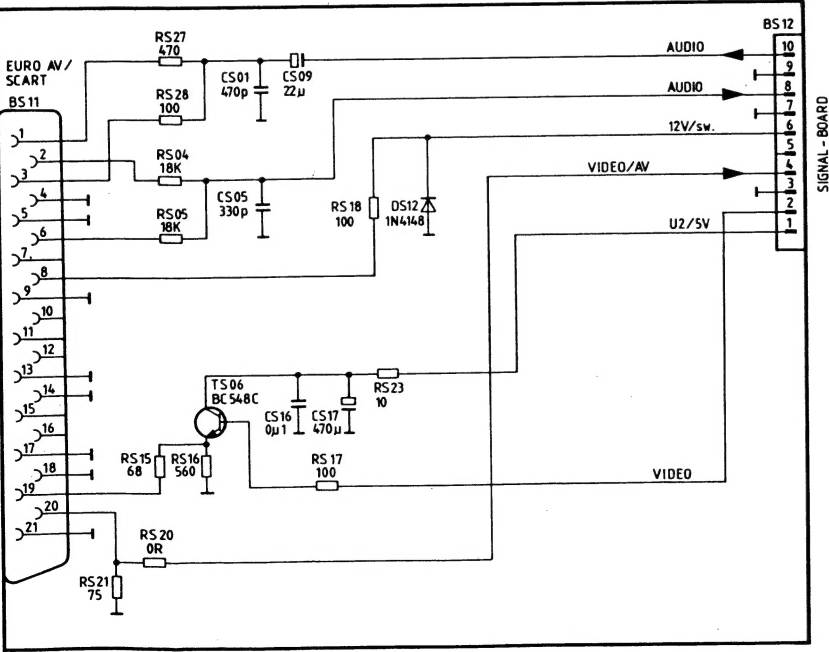 BS12
RS27
470
AUDIO
10
EURO AV/
SCART
CS01
470p
CS09
22μ
9
BS11
RS28
100
AUDIO
8
7
1
12V/sw.
6
2
RS04
18K
5
3
VIDEO/AV
4
4
CS05
330p
RS18
100
DS12
1N4148
3
5
RS05
18K
2
6
U2/5V
1
SIGNAL-BOARD
7.
8
9
10
11
12
13
TS06
BC548C
RS23
10
14
CS16
0μ1
CS17
470μ
15
16
17
RS15
68
RS16
560
RS17
100
18
VIDEO
19
20
21
RS20
0R
RS21
75